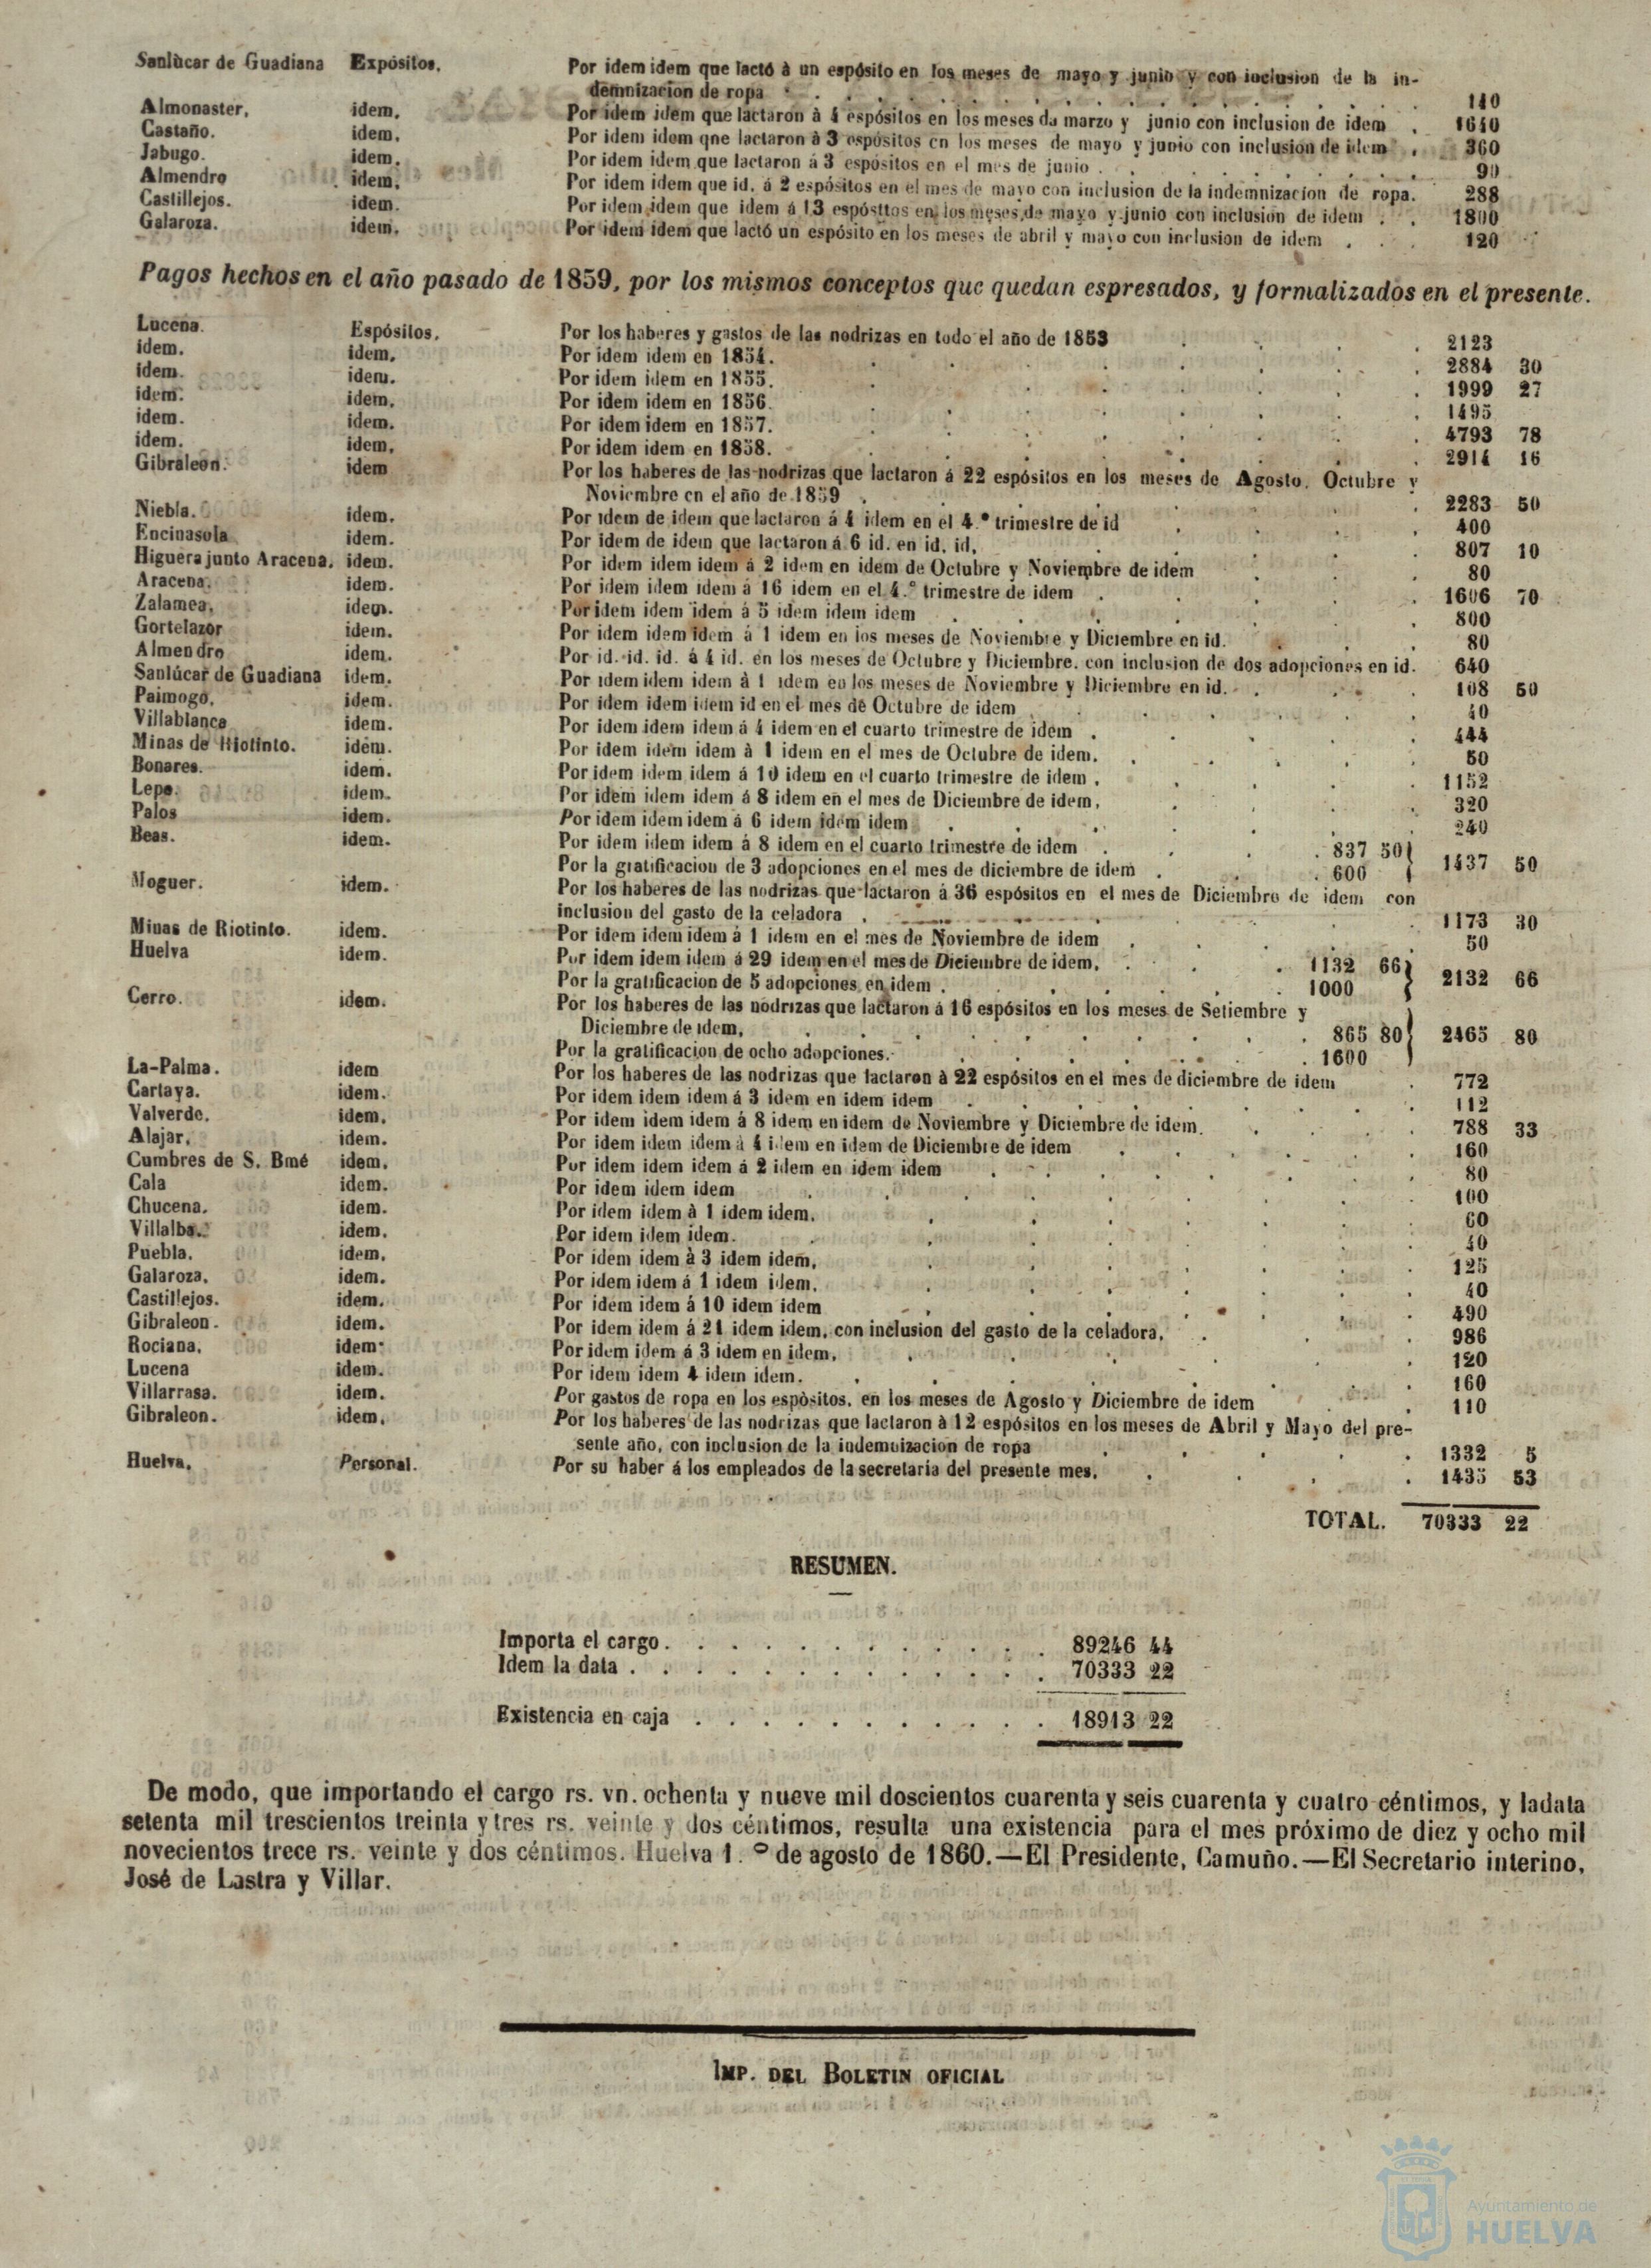 Sanlùcar de Guadiana Expósitos. Por idem idem que lactó à un espósito en los meses de mayo y junio y con inclusion de la in-
demnizacion de ropa 140
Almonaster. idem. Por idem idem que lactaron à 4 espósitos en los meses da marzo y junio con inclusion de idem 1640
Castaño. idem. Por idem idem qne lactaron à 3 espósitos en los meses de mayo y junio con inclusion de idem 360
Jabugo. idem. Por idem idem que lactaron á 3 espósitos en el mes de junio 90
Almendro idem. Por idem idem que id. á 2 espósitos en el mes de mayo con inclusion de la indemnizacion de ropa. 288
Castillejos. idem. Por idem idem que idem á 13 espósttos en los meses de mayo y junio con inclusion de idem 1800
Galaroza. idem. Por idem idem que lactó un espósito en los meses de abril y mayo con inclusion de idem 120
Pagos hechos en el año pasado de 1859, por los mismos conceptos que quedan espresados, y formalizados en el presente.
Lucena. Espósitos. Por los haberes y gastos de las nodrizas en todo el año de 1853 2123
idem. idem. Por idem idem en 1854. 2884 30
idem. idem. Por idem idem en 1855. 1999 27
idem. idem. Por idem idem en 1856. 1495
idem. idem. Por idem idem en 1857. 4793 78
idem. idem. Por idem idem en 1858. 2914 16
Gibraleon. idem Por los haberes de las nodrizas que lactaron á 22 espósitos en los meses de Agosto. Octubre y
Noviembre en el año de 1859 2283 50
Niebla. idem. Por idem de idem que lactaron á 4 idem en el 4.º trimestre de id 400
Encinasola idem. Por idem de idem que lactaron á 6 id. en id. id. 807 10
Higuera junto Aracena. idem. Por idem idem idem á 2 idem en idem de Octubre y Noviembre de idem 80
Aracena. idem. Por idem idem idem á 16 idem en el 4.º trimestre de idem 1606 70
Zalamea. idem. Por idem idem idem á 5 idem idem idem 800
Cortelazor idem. Por idem idem idem á 1 idem en los meses de Noviembre y Diciembre en id. 80
Almendro idem. Por id. id. id. á 4 id. en los meses de Octubre y Diciembre. con inclusion de dos adopciones en id. 640
Sanlúcar de Guadiana idem. Por idem idem idem à 1 idem en los meses de Noviembre y Diciembre en id. 108 50
Paimogo. idem. Por idem idem idem id en el mes de Octubre de idem 40
Villablanca idem. Por idem idem idem á 4 idem en el cuarto trimestre de idem 444
Minas de Riotinto. idem. Por idem idem idem à 1 idem en el mes de Octubre de idem. 50
Bonares. idem. Por idem idem idem á 10 idem en el cuarto trimestre de idem 1152
Lepe. idem. Por idem idem idem á 8 idem en el mes de Diciembre de idem. 320
Palos idem. Por idem idem idem á 6 idem idem idem 240
Beas. idem. Por idem idem idem á 8 idem en el cuarto trimestre de idem 837 50
Por la gratificacion de 3 adopciones en el mes de diciembre de idem 600 } 1437 50
Moguer. idem. Por los haberes de las nodrizas que lactaron á 36 espósitos en el mes de Diciembre de idem con
inclusion del gasto de la celadora 1173 30
Minas de Riotinto. idem. Por idem idem idem á 1 idem en el mes de Noviembre de idem 50
Huelva idem. Por idem idem idem á 29 idem en el mes de Diciembre de idem. 1132 66
Por la gratificacion de 5 adopciones en idem 1000 } 2132 66
Cerro. idem. Por los haberes de las nodrizas que lactaron á 16 espósitos en los meses de Setiembre y
Diciembre de idem. 865 80 } 2465 80
Por la gratificacion de ocho adopciones. 1600
La-Palma. idem Por los haberes de las nodrizas que lactaron à 22 espósitos en el mes de diciembre de idem 772
Cartaya. idem. Por idem idem idem á 3 idem en idem idem 112
Valverde. idem. Por idem idem idem á 8 idem en idem de Noviembre y Diciembre de idem. 788 33
Alajar. idem. Por idem idem idem á 4 idem en idem de Diciembre de idem 160
Cumbres de S. Bmé idem. Por idem idem idem á 2 idem en idem idem 80
Cala idem. Por idem idem idem 100
Chucena. idem. Por idem idem à 1 idem idem. 60
Villalba. idem. Por idem idem idem. 40
Puebla. idem. Por idem idem à 3 idem idem. 125
Galaroza. idem. Por idem idem á 1 idem idem. 40
Castillejos. idem. Por idem idem á 10 idem idem 490
Gibraleon. idem. Por idem idem á 21 idem idem. con inclusion del gasto de la celadora. 986
Rociana. idem Por idem idem á 3 idem en idem. 120
Lucena idem. Por idem idem 4 idem idem. 160
Villarrasa. idem. Por gastos de ropa en los espòsitos. en los meses de Agosto y Diciembre de idem 110
Gibraleon. idem. Por los haberes de las nodrizas que lactaron à 12 espósitos en los meses de Abril y Mayo del pre-
sente año, con inclusion de la indemnizacion de ropa 1332 5
Huelva. Personal. Por su haber á los empleados de la secretaría del presente mes. 1435 53
TOTAL. 70333 22
RESUMEN.
Importa el cargo. 89246 44
Idem la data . 70333 22
Existencia en caja 18913 22
De modo, que importando el cargo rs. vn. ochenta y nueve mil doscientos cuarenta y seis cuarenta y cuatro céntimos, y ladata
setenta mil trescientos treinta y tres rs. veinte y dos céntimos, resulta una existencia para el mes próximo de diez y ocho mil
novecientos trece rs. veinte y dos céntimos. Huelva 1.º de agosto de 1860.—El Presidente, Camuño.—El Secretario interino,
José de Lastra y Villar.
IMP. DEL BOLETIN OFICIAL
Ayuntamiento de
HUELVA